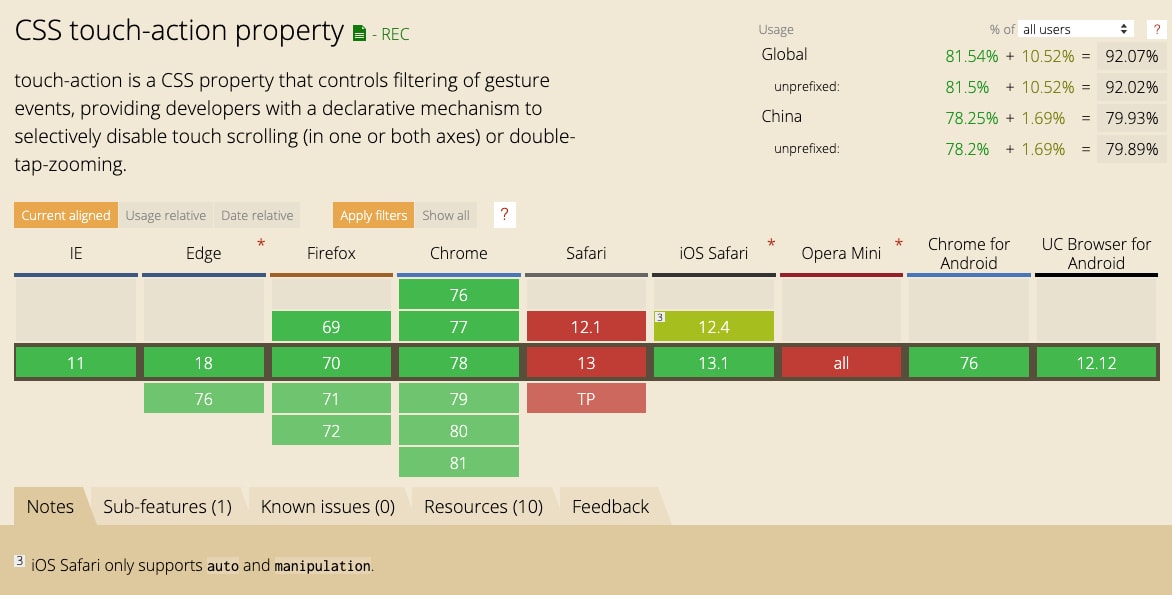 CSS touch-action property - REC
touch-action is a CSS property that controls filtering of gesture
events, providing developers with a declarative mechanism to
selectively disable touch scrolling (in one or both axes) or double-
tap-zooming.
Usage % of all users ?
Global 81.54% + 10.52% = 92.07%
unprefixed: 81.5% + 10.52% = 92.02%
China 78.25% + 1.69% = 79.93%
unprefixed: 78.2% + 1.69% = 79.89%
Current aligned Usage relative Date relative Apply filters Show all ?
IE Edge * Firefox Chrome Safari iOS Safari * Opera Mini * Chrome for Android UC Browser for Android
76
69 77 12.1 3 12.4
11 18 70 78 13 13.1 all 76 12.12
76 71 79 TP
72 80
81
Notes Sub-features (1) Known issues (0) Resources (10) Feedback
3 iOS Safari only supports auto and manipulation.